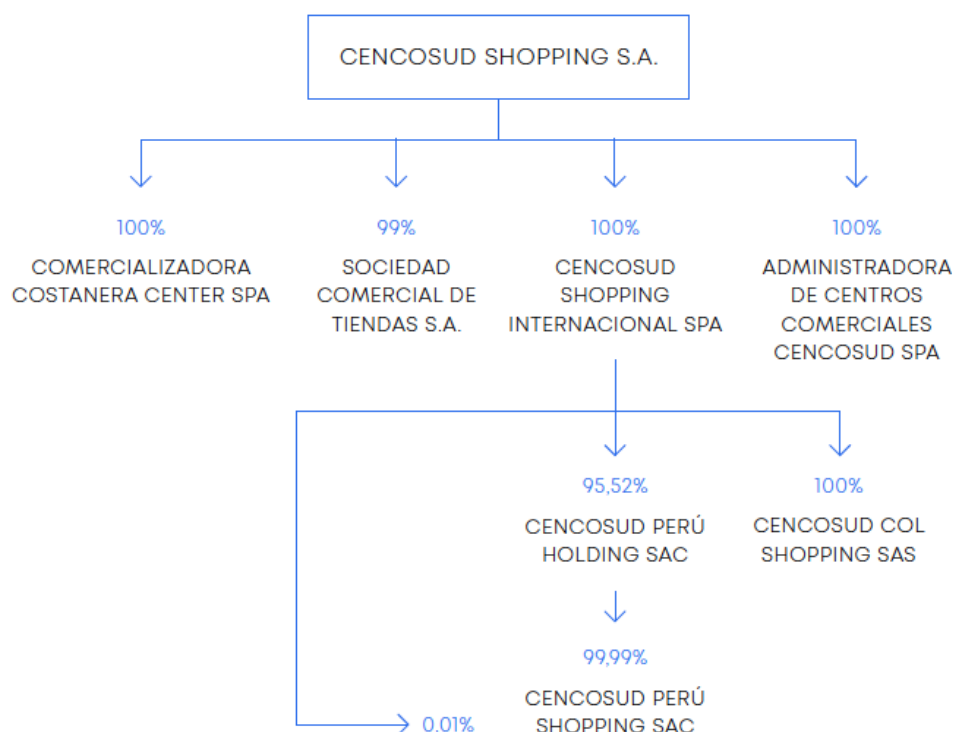 CENCOSUD SHOPPING S.A.
100%
COMERCIALIZADORA
COSTANERA CENTER SPA
99%
SOCIEDAD
COMERCIAL DE
TIENDAS S.A.
100%
CENCOSUD
SHOPPING
INTERNACIONAL SPA
100%
ADMINISTRADORA
DE CENTROS
COMERCIALES
CENCOSUD SPA
95,52%
CENCOSUD PERÚ
HOLDING SAC
100%
CENCOSUD COL
SHOPPING SAS
99,99%
CENCOSUD PERÚ
SHOPPING SAC
0,01%